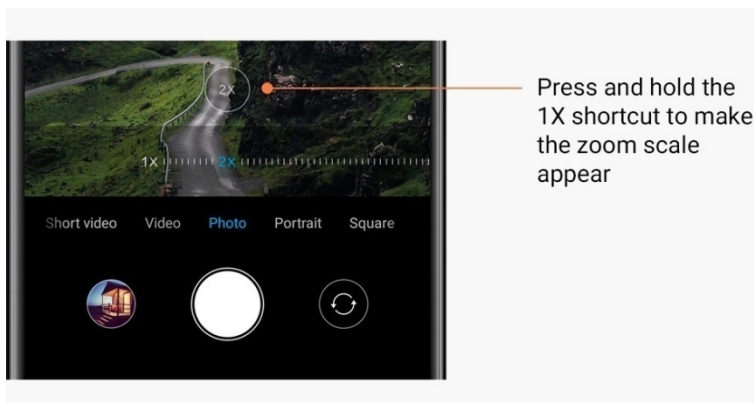 2X
Press and hold the
1X shortcut to make
the zoom scale
appear
1X 2X
Short video Video Photo Portrait Square